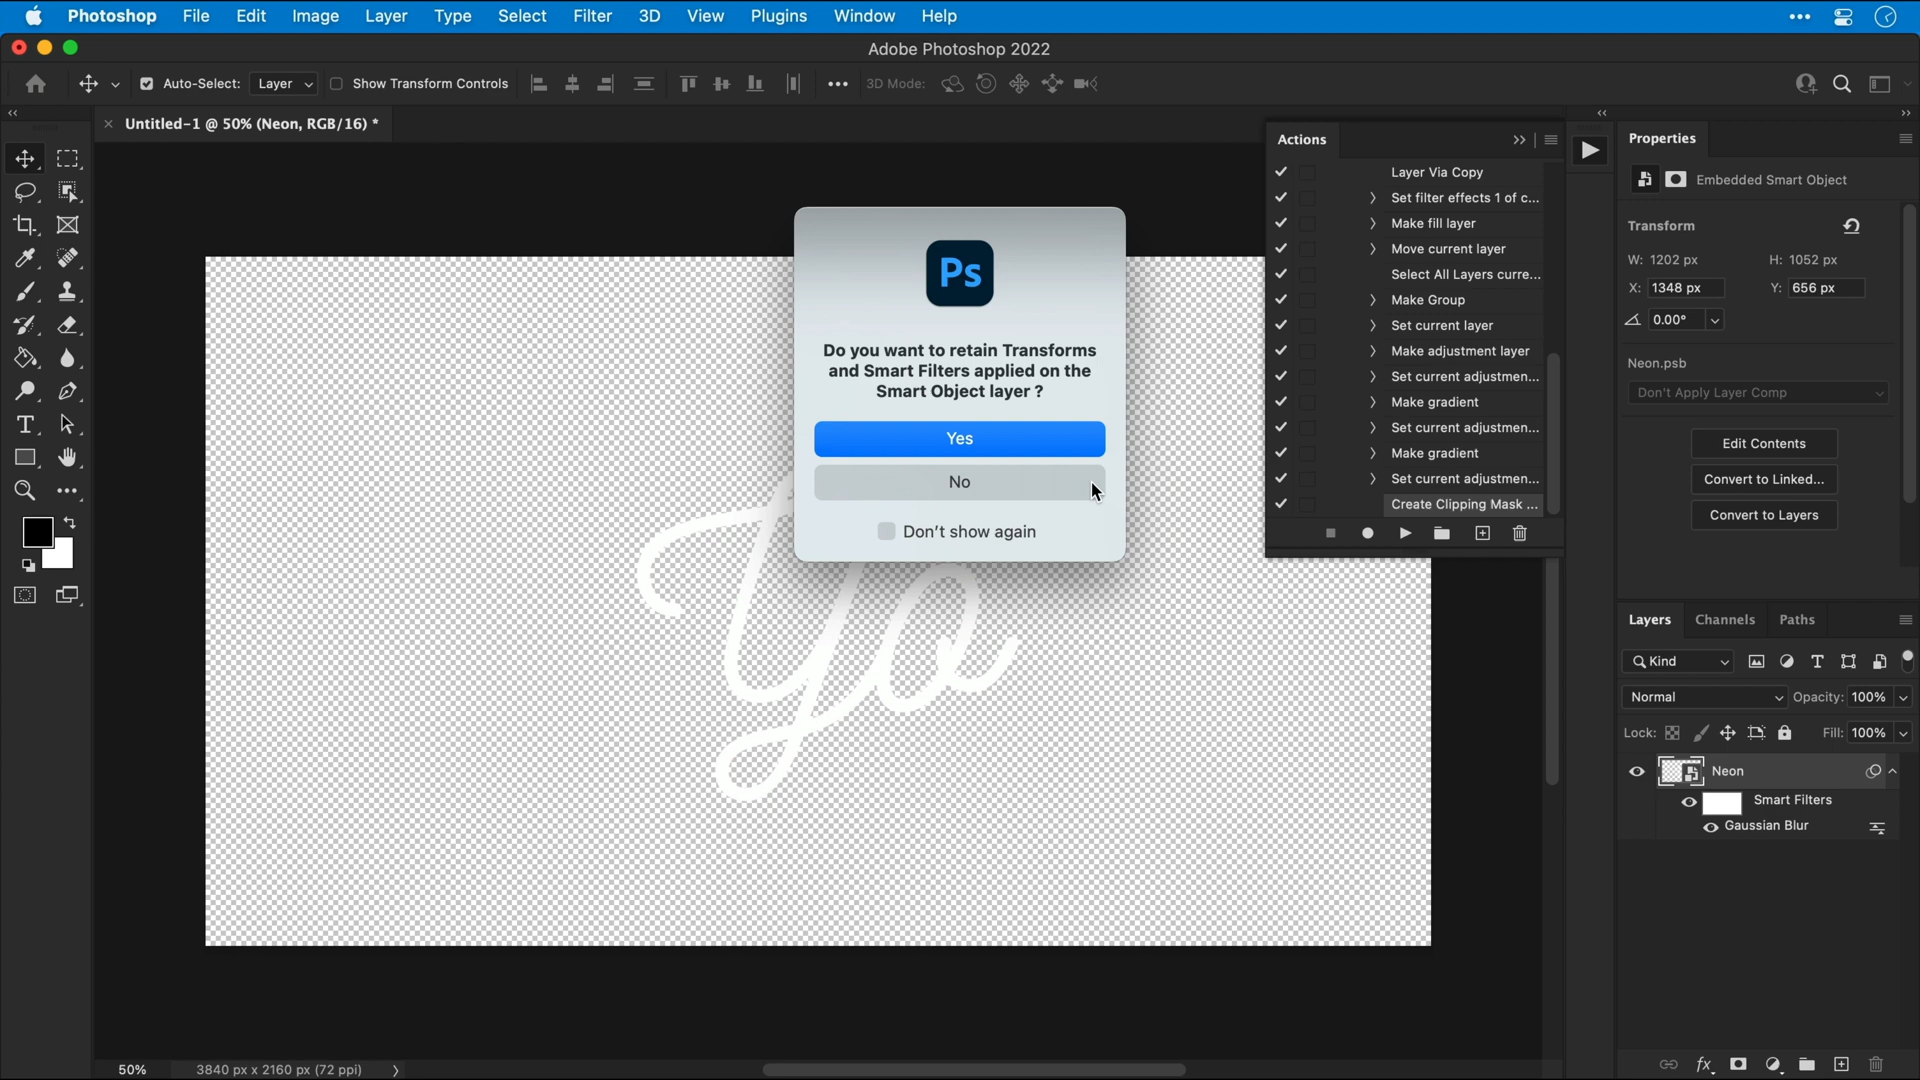 Photoshop File Edit Image Layer Type Select Filter 3D View Plugins Window Help
Adobe Photoshop 2022
Auto-Select: Layer Show Transform Controls 3D Mode:
Untitled-1 @ 50% (Neon, RGB/16) *
Actions
Layer Via Copy
Set filter effects 1 of c...
Make fill layer
Move current layer
Select All Layers curre...
Make Group
Set current layer
Make adjustment layer
Set current adjustmen...
Make gradient
Set current adjustmen...
Make gradient
Set current adjustmen...
Create Clipping Mask ...
Ps
Do you want to retain Transforms
and Smart Filters applied on the
Smart Object layer ?
Yes
No
Don't show again
Yo
Properties
Embedded Smart Object
Transform
W: 1202 px H: 1052 px
X: 1348 px Y: 656 px
0.00°
Neon.psb
Don't Apply Layer Comp
Edit Contents
Convert to Linked...
Convert to Layers
Layers Channels Paths
Kind
Normal Opacity: 100%
Lock: Fill: 100%
Neon
Smart Filters
Gaussian Blur
fx
50% 3840 px x 2160 px (72 ppi)